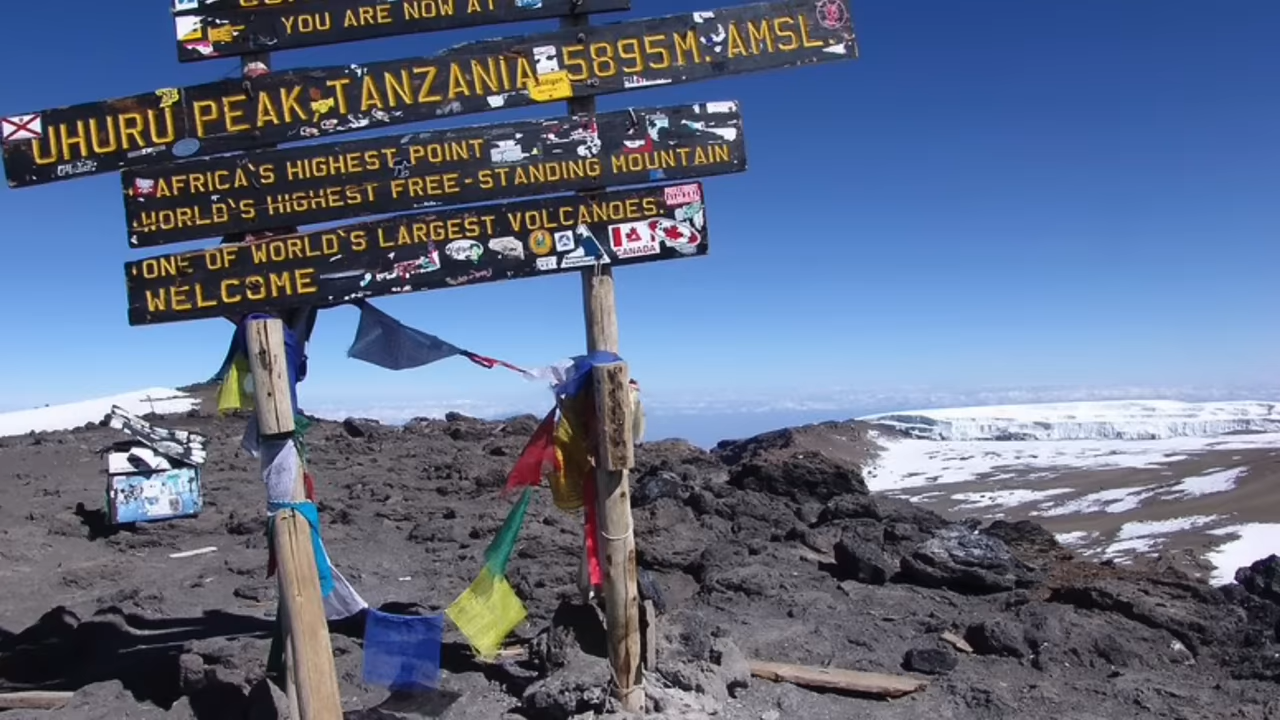 YOU ARE NOW AT
UHURU PEAK, TANZANIA, 5895M. AMSL.
AFRICA'S HIGHEST POINT
WORLD'S HIGHEST FREE-STANDING MOUNTAIN
ONE OF WORLD'S LARGEST VOLCANOES.
WELCOME
CANADA